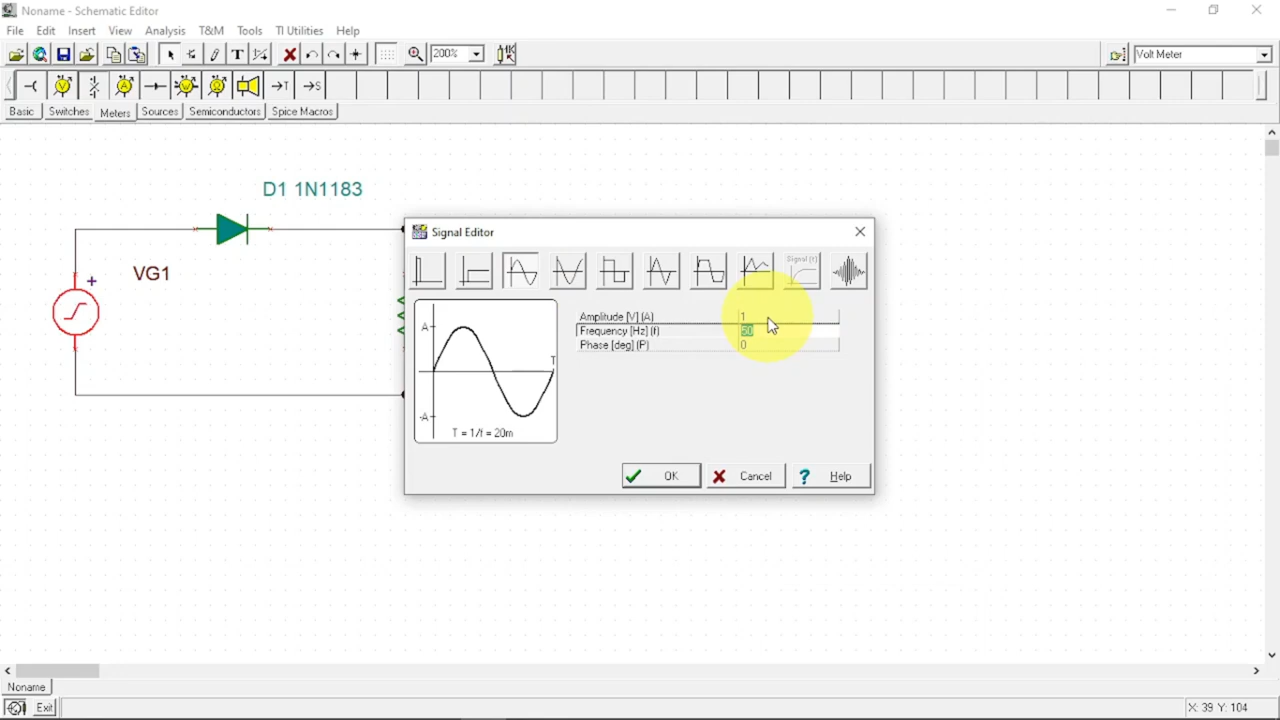 Noname - Schematic Editor
File Edit Insert View Analysis T&M Tools TI Utilities Help
T 200% Volt Meter
V A W Ω →T →S
Basic Switches Meters Sources Semiconductors Spice Macros
D1 1N1183
VG1
+
Signal Editor
Signal (t)
Amplitude [V] (A) 1
Frequency [Hz] (f) 50
Phase [deg] (P) 0
A
T
-A
T = 1/f = 20m
OK Cancel ? Help
Noname
Exit X: 39 Y: 104